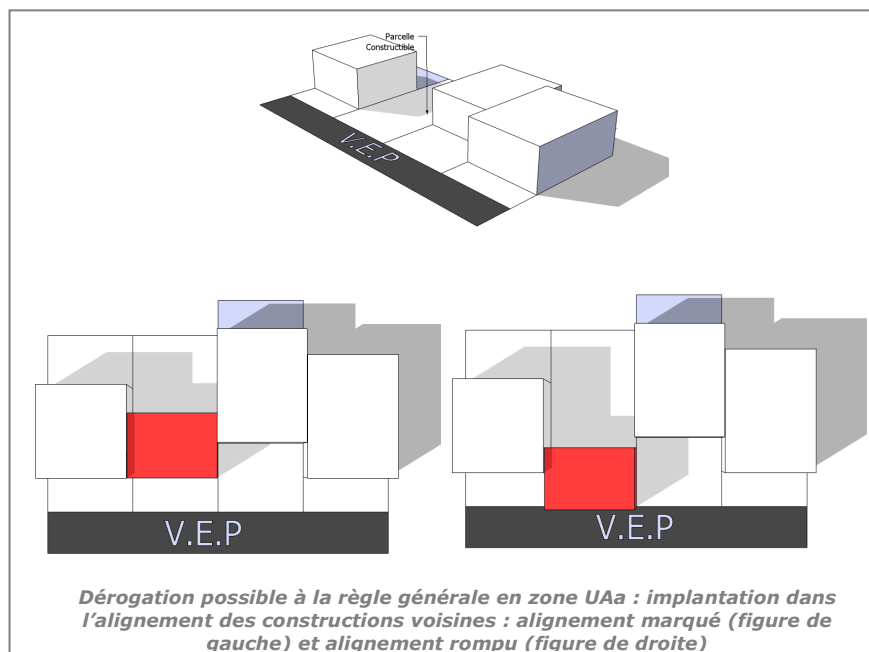 Parcelle
Constructible
V.E.P
V.E.P
V.E.P
Dérogation possible à la règle générale en zone UAa : implantation dans
l’alignement des constructions voisines : alignement marqué (figure de
gauche) et alignement rompu (figure de droite)